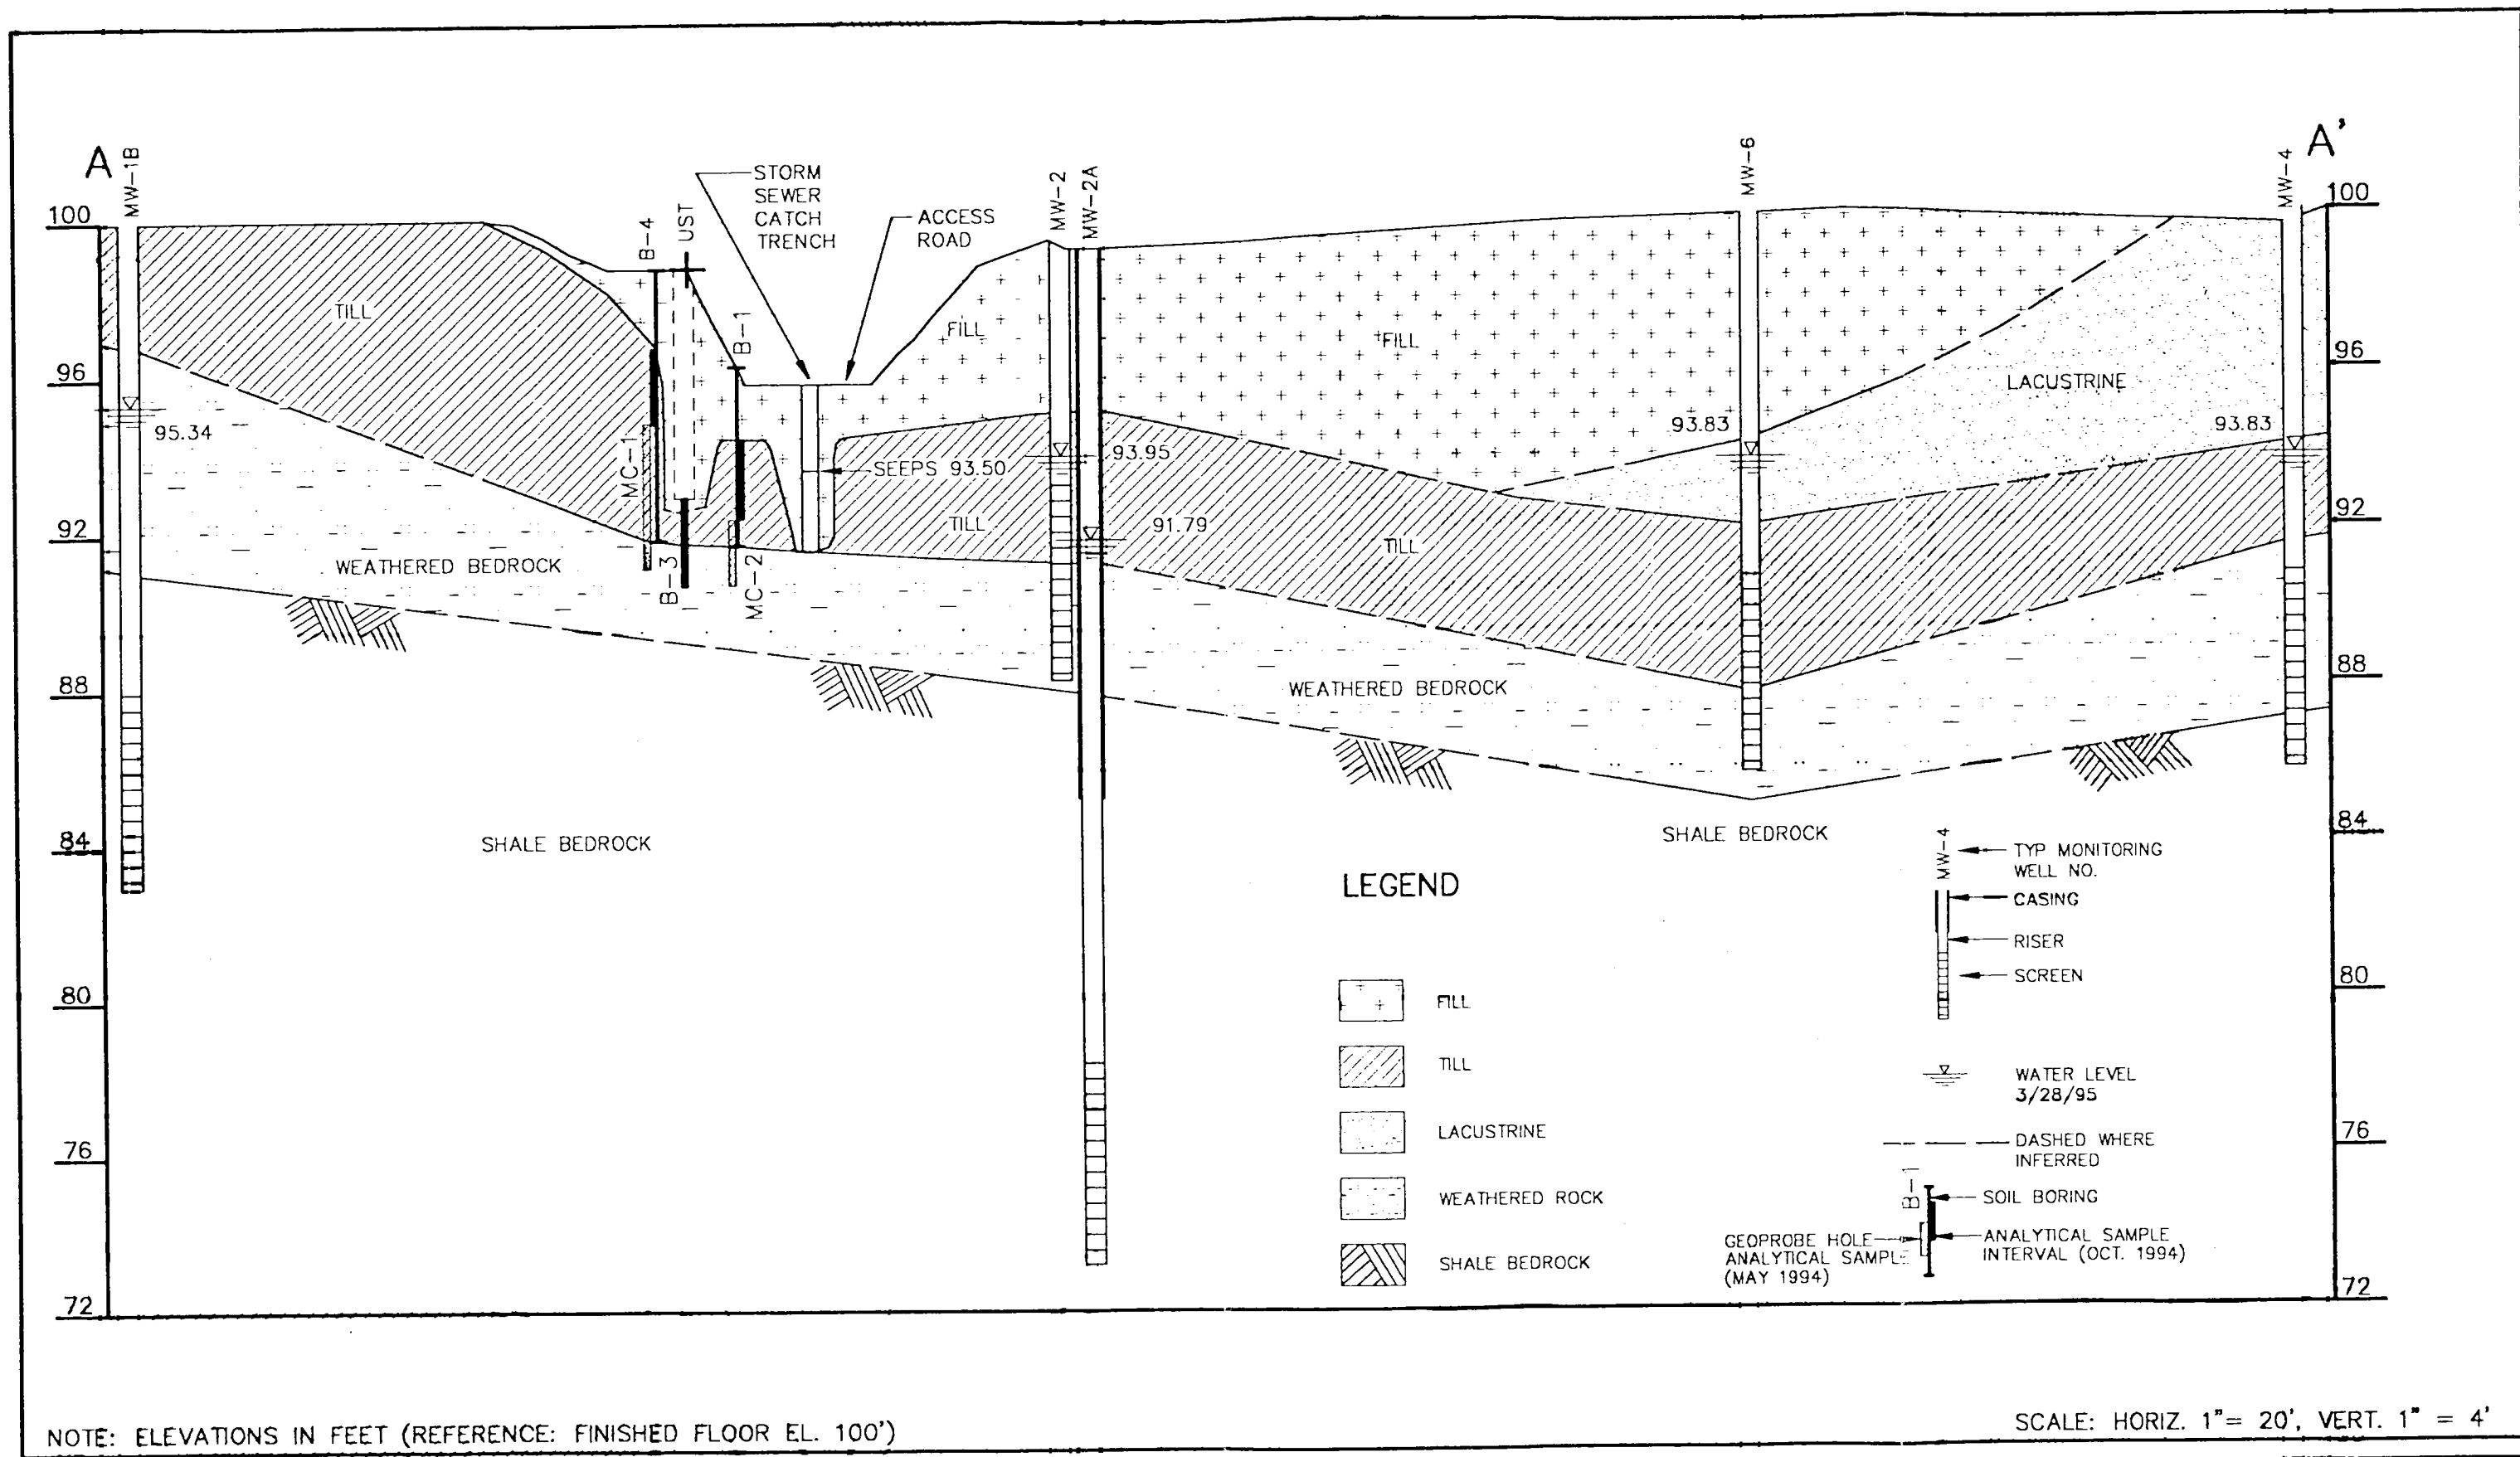 A
MW-1B
B-4
UST
STORM
SEWER
CATCH
TRENCH
ACCESS
ROAD
MW-2
MW-2A
MW-6
MW-4
A'
100
100
TILL
B-1
FILL
FILL
96
96
LACUSTRINE
95.34
MC-1
SEEPS 93.50
93.95
93.83
93.83
92
92
TILL
91.79
TILL
WEATHERED BEDROCK
B-3
MC-2
88
88
WEATHERED BEDROCK
84
84
SHALE BEDROCK
SHALE BEDROCK
80
80
76
76
72
72
LEGEND
FILL
TILL
LACUSTRINE
WEATHERED ROCK
SHALE BEDROCK
MW-4
TYP MONITORING
WELL NO.
CASING
RISER
SCREEN
WATER LEVEL
3/28/95
DASHED WHERE
INFERRED
B-1
SOIL BORING
GEOPROBE HOLE
ANALYTICAL SAMPLE
(MAY 1994)
ANALYTICAL SAMPLE
INTERVAL (OCT. 1994)
NOTE: ELEVATIONS IN FEET (REFERENCE: FINISHED FLOOR EL. 100')
SCALE: HORIZ. 1"= 20', VERT. 1" = 4'